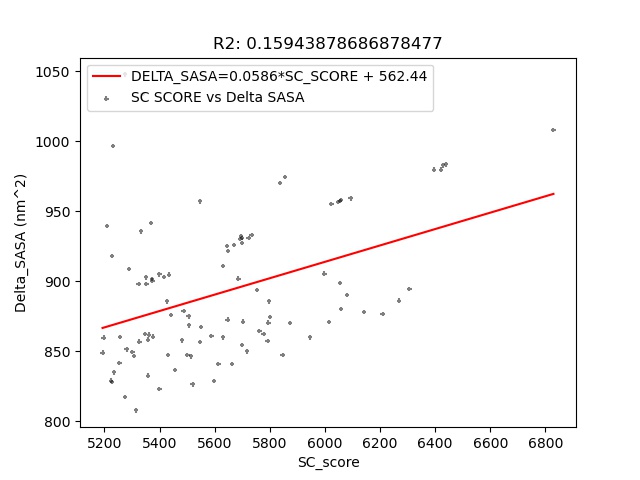 R2: 0.15943878686878477
DELTA_SASA=0.0586*SC_SCORE + 562.44
SC SCORE vs Delta SASA
Delta_SASA (nm^2)
1050
1000
950
900
850
800
5200 5400 5600 5800 6000 6200 6400 6600 6800
SC_score